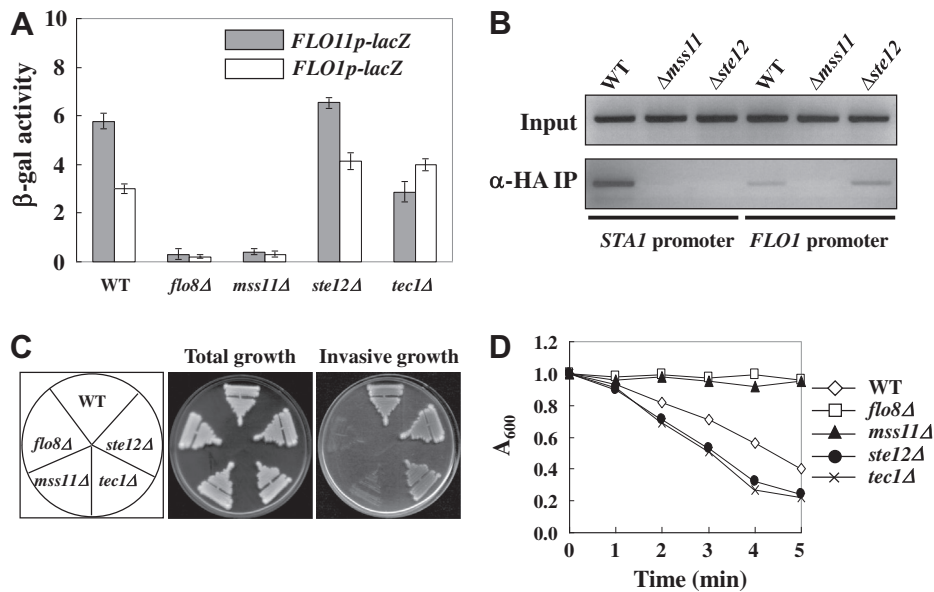 A
10
8
6
4
2
0
β-gal activity
FLO11p-lacZ
FLO1p-lacZ
WT
flo8Δ
mss11Δ
ste12Δ
tec1Δ
B
WT
Δmss11
Δste12
WT
Δmss11
Δste12
Input
α-HA IP
STA1 promoter
FLO1 promoter
C
Total growth
Invasive growth
WT
flo8Δ
ste12Δ
mss11Δ
tec1Δ
D
1.2
1.0
0.8
0.6
0.4
0.2
0.0
A600
0
1
2
3
4
5
Time (min)
WT
flo8Δ
mss11Δ
ste12Δ
tec1Δ